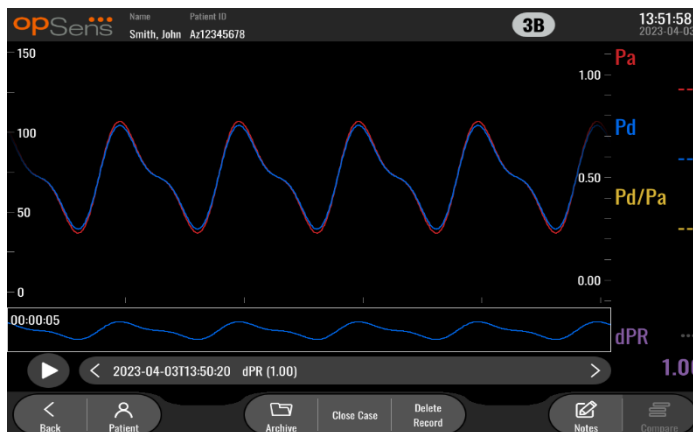 opSens
Name Patient ID
Smith, John Az12345678
3B
13:51:58
2023-04-03
150
100
50
0
1.00
0.50
0.00
Pa
--
Pd
--
Pd/Pa
--
00:00:05
dPR
1.00
2023-04-03T13:50:20 dPR (1.00)
Back
Patient
Archive
Close Case
Delete
Record
Notes
Compare